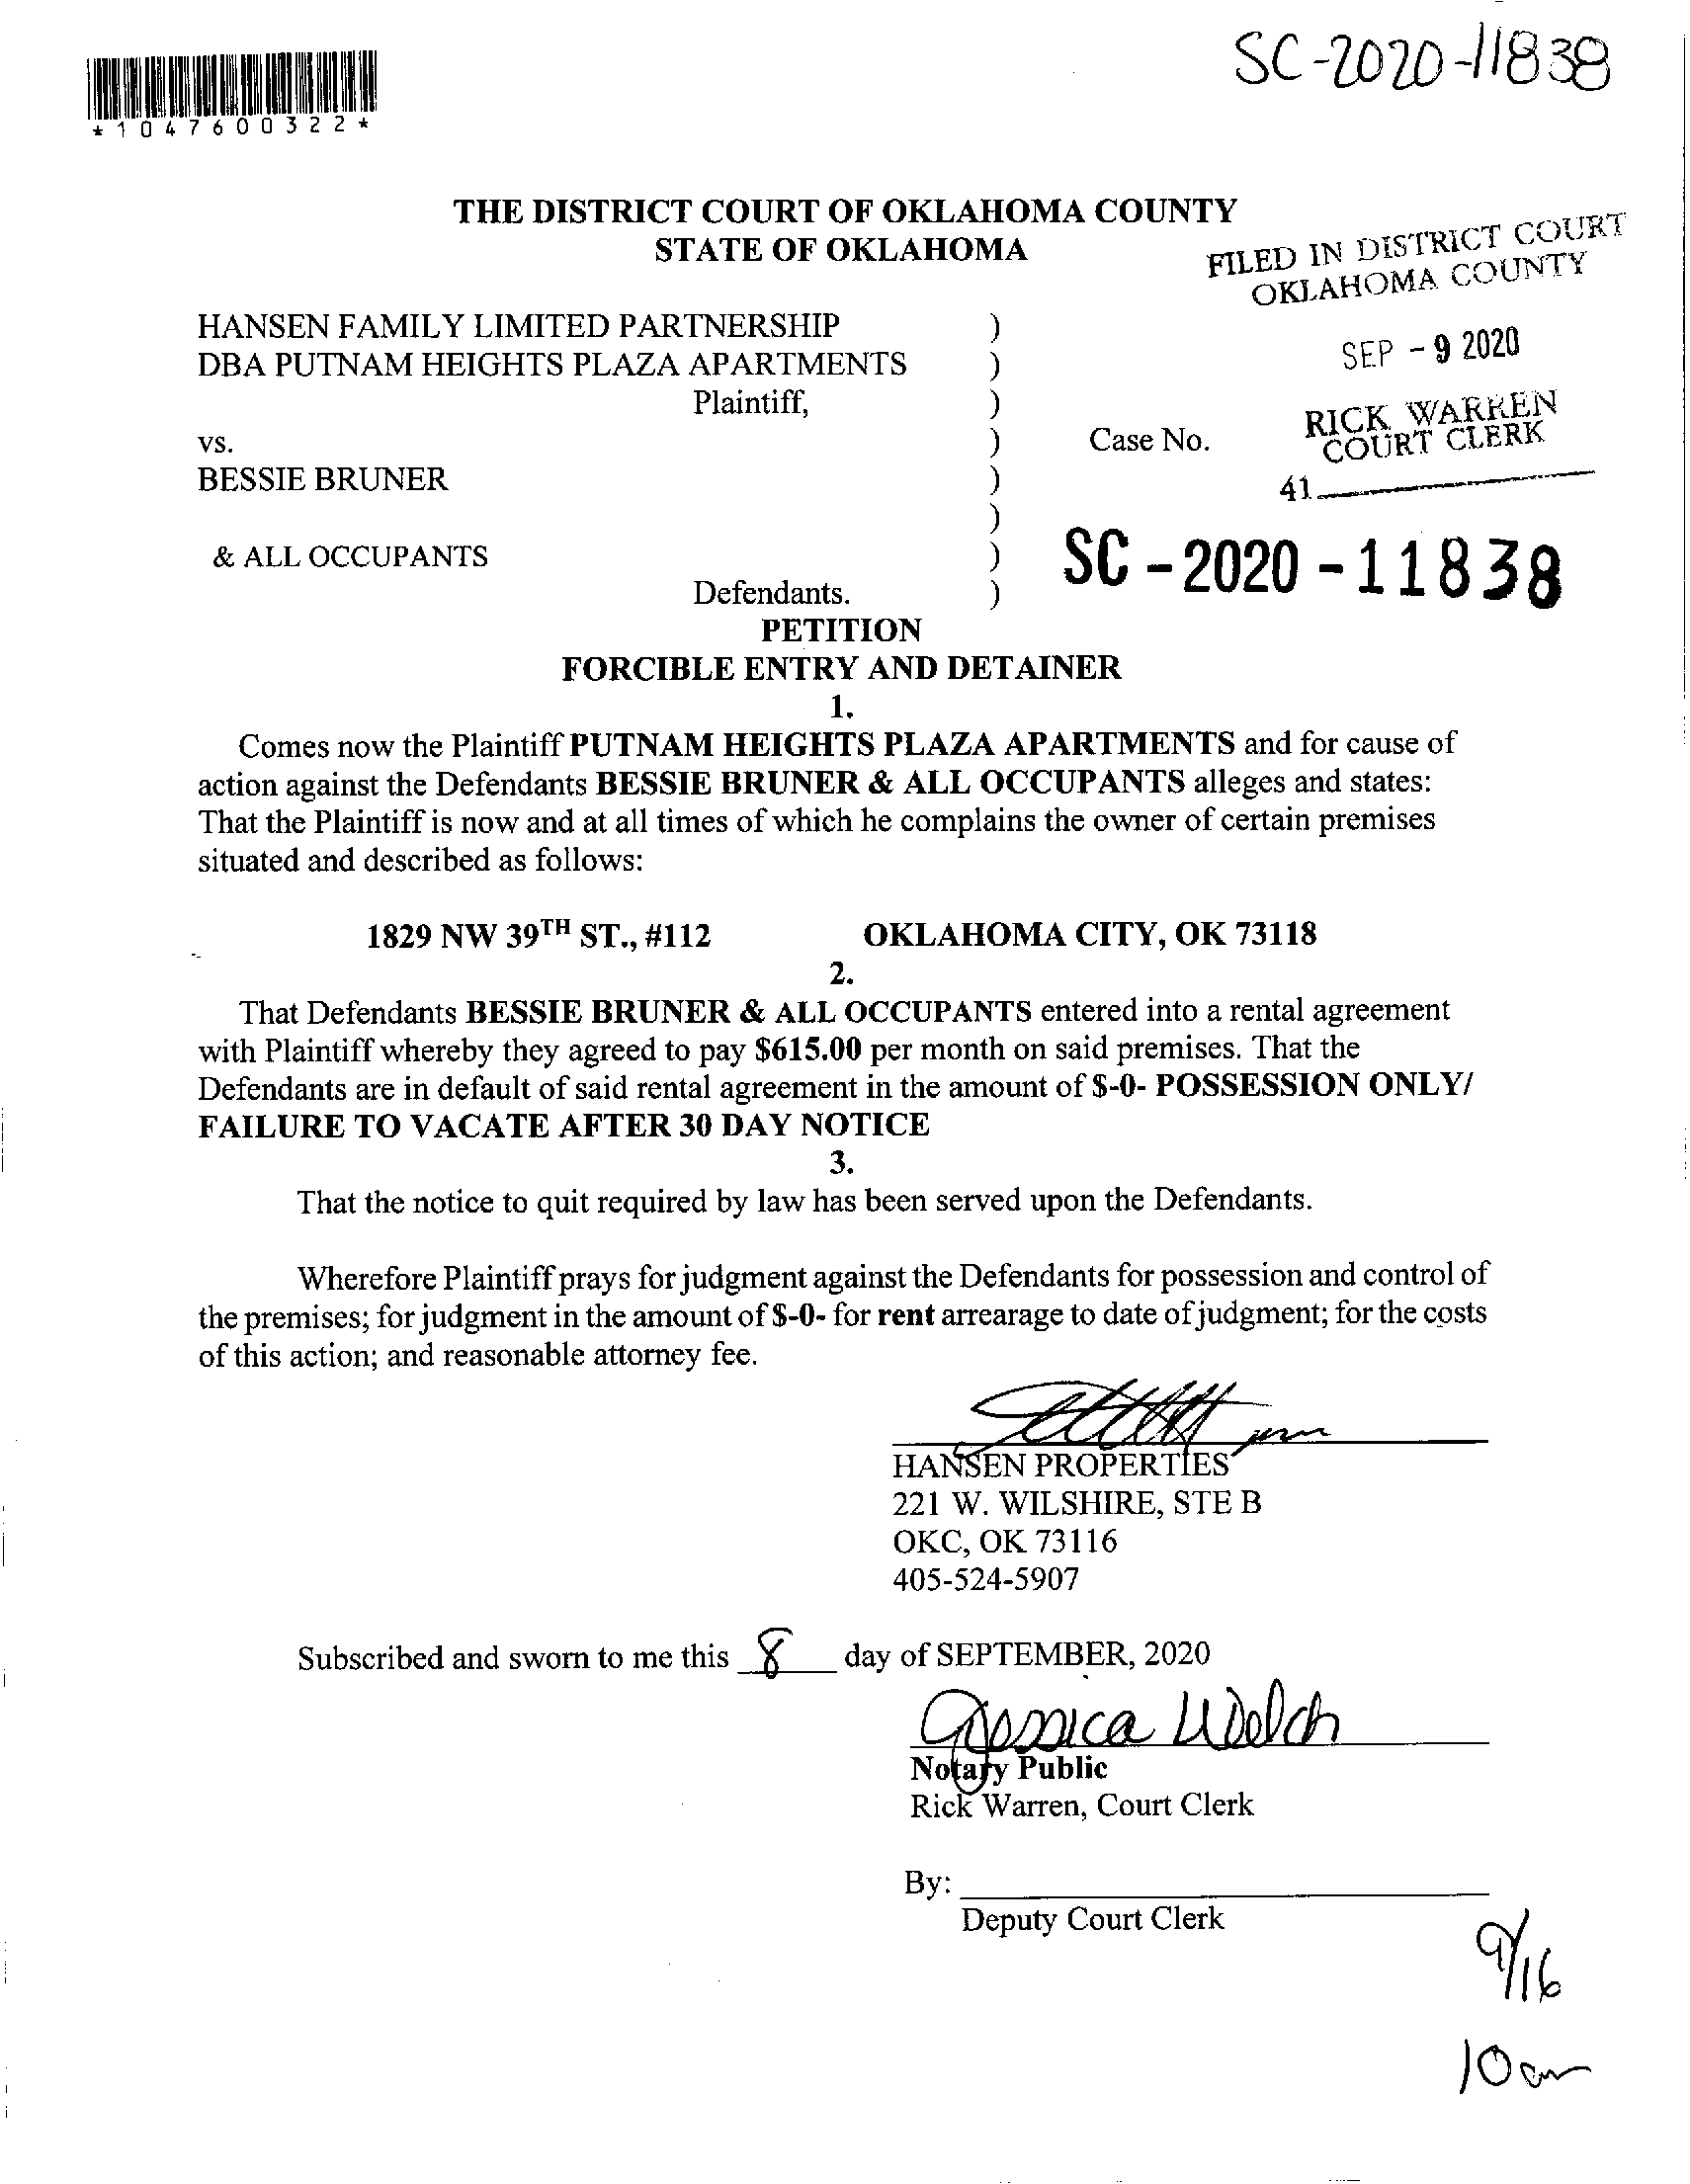 SC-2020-11838
*1047600322*
THE DISTRICT COURT OF OKLAHOMA COUNTY
STATE OF OKLAHOMA
FILED IN DISTRICT COURT
OKLAHOMA COUNTY
HANSEN FAMILY LIMITED PARTNERSHIP )
DBA PUTNAM HEIGHTS PLAZA APARTMENTS )
SEP - 9 2020
Plaintiff, )
RICK WARREN
COURT CLERK
vs. ) Case No.
BESSIE BRUNER )
41
)
& ALL OCCUPANTS )
SC - 2020 - 11838
Defendants. )
PETITION
FORCIBLE ENTRY AND DETAINER
1.
Comes now the Plaintiff PUTNAM HEIGHTS PLAZA APARTMENTS and for cause of
action against the Defendants BESSIE BRUNER & ALL OCCUPANTS alleges and states:
That the Plaintiff is now and at all times of which he complains the owner of certain premises
situated and described as follows:
1829 NW 39TH ST., #112 OKLAHOMA CITY, OK 73118
2.
That Defendants BESSIE BRUNER & ALL OCCUPANTS entered into a rental agreement
with Plaintiff whereby they agreed to pay $615.00 per month on said premises. That the
Defendants are in default of said rental agreement in the amount of $-0- POSSESSION ONLY/
FAILURE TO VACATE AFTER 30 DAY NOTICE
3.
That the notice to quit required by law has been served upon the Defendants.
Wherefore Plaintiff prays for judgment against the Defendants for possession and control of
the premises; for judgment in the amount of $-0- for rent arrearage to date of judgment; for the costs
of this action; and reasonable attorney fee.
HANSEN PROPERTIES
221 W. WILSHIRE, STE B
OKC, OK 73116
405-524-5907
Subscribed and sworn to me this 8 day of SEPTEMBER, 2020
Jessica Welch
Notary Public
Rick Warren, Court Clerk
By:
Deputy Court Clerk
9/16
10am